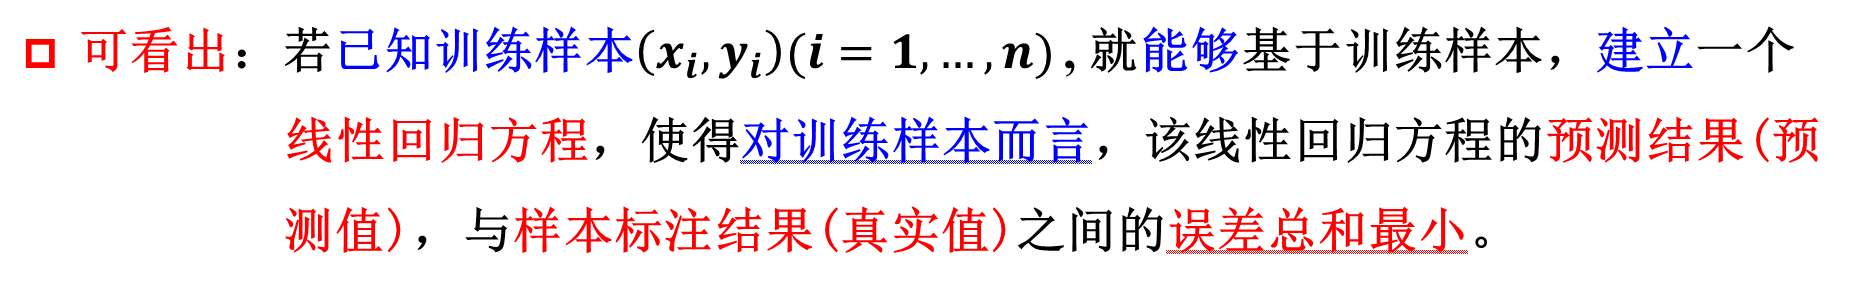 可看出：若已知训练样本(xᵢ, yᵢ)(i = 1, … , n) , 就能够基于训练样本，建立一个
线性回归方程，使得对训练样本而言，该线性回归方程的预测结果(预
测值)，与样本标注结果(真实值)之间的误差总和最小。